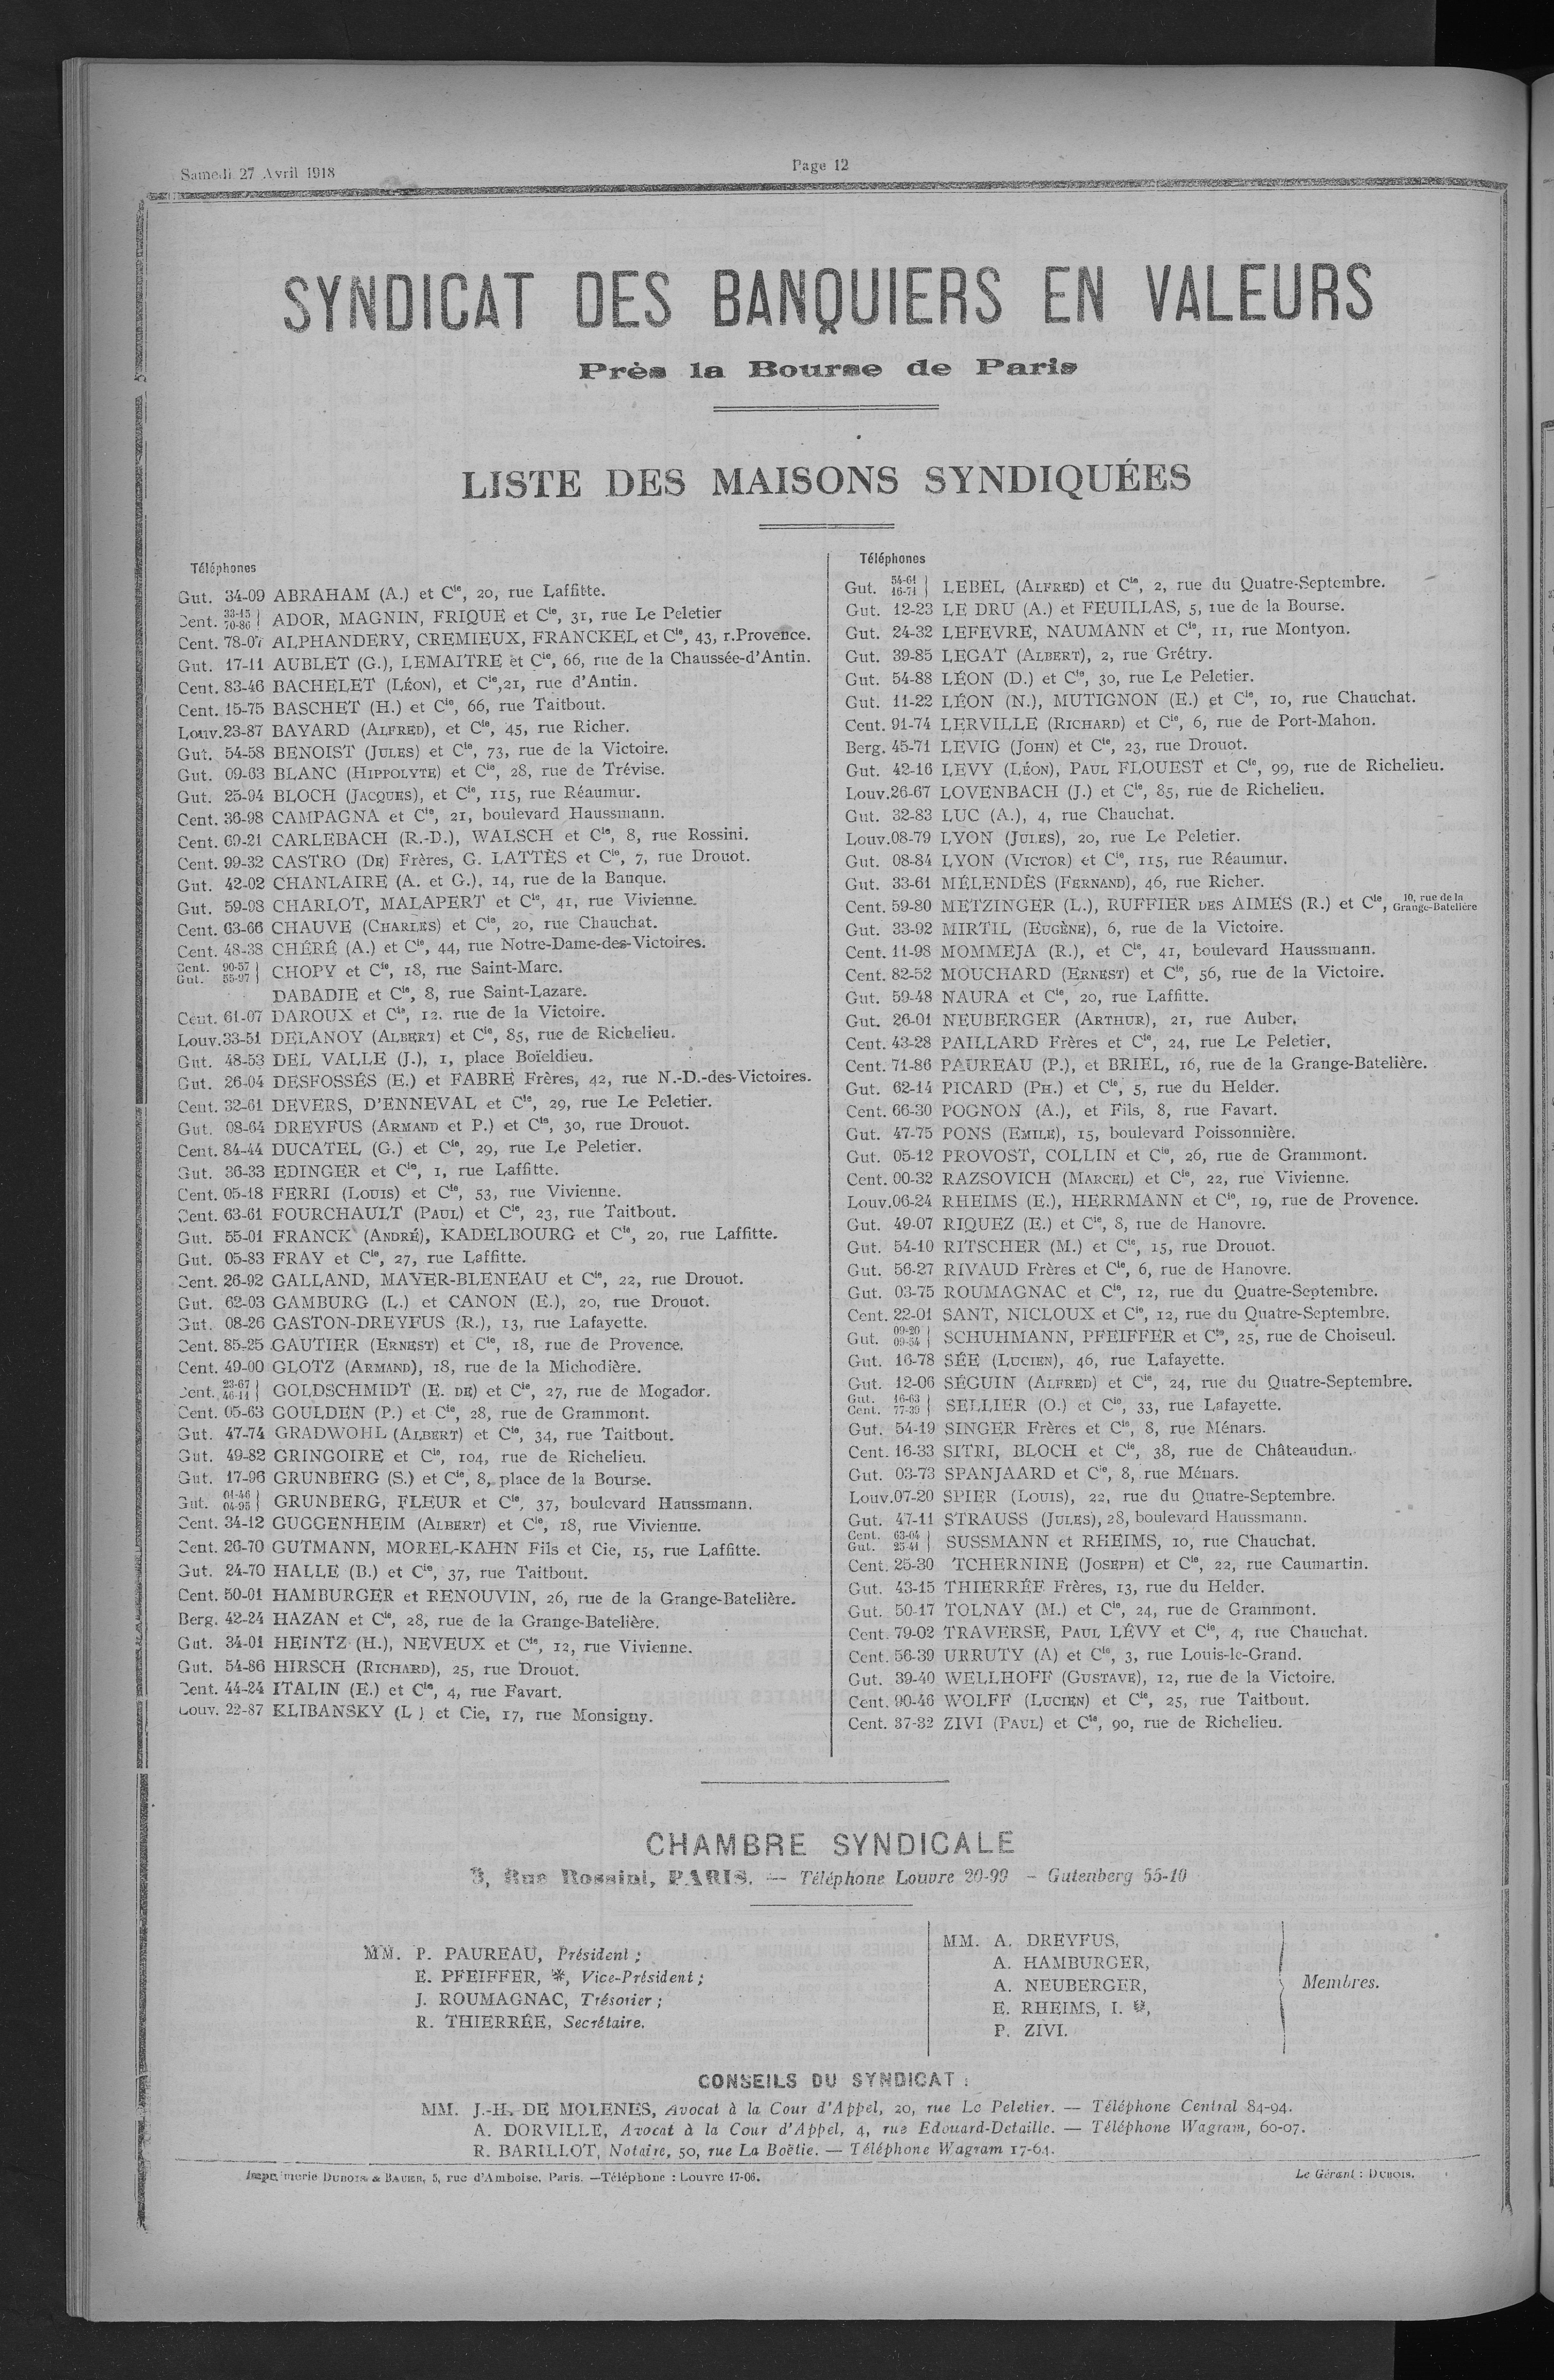 Samedi 27 Avril 1918
Page 12
SYNDICAT DES BANQUIERS EN VALEURS
Près la Bourse de Paris
LISTE DES MAISONS SYNDIQUÉES
Téléphones
Gut. 34-09 ABRAHAM (A.) et Cie, 20, rue Laffitte.
Cent. 33-15 70-86 } ADOR, MAGNIN, FRIQUE et Cie, 31, rue Le Peletier
Cent. 78-07 ALPHANDERY, CREMIEUX, FRANCKEL et Cie, 43, r.Provence.
Gut. 17-11 AUBLET (G.), LEMAITRE et Cie, 66, rue de la Chaussée-d'Antin.
Cent. 83-46 BACHELET (LÉON), et Cie,21, rue d'Antin.
Cent. 15-75 BASCHET (H.) et Cie, 66, rue Taitbout.
Louv.23-87 BAYARD (ALFRED), et Cie, 45, rue Richer.
Gut. 54-58 BENOIST (JULES) et Cie, 73, rue de la Victoire.
Gut. 09-63 BLANC (HIPPOLYTE) et Cie, 28, rue de Trévise.
Gut. 25-94 BLOCH (JACQUES), et Cie, 115, rue Réaumur.
Cent. 36-98 CAMPAGNA et Cie, 21, boulevard Haussmann.
Cent. 60-21 CARLEBACH (R.-D.), WALSCH et Cie, 8, rue Rossini.
Cent. 99-32 CASTRO (DE) Frères, G. LATTÈS et Cie, 7, rue Drouot.
Gut. 42-02 CHANLAIRE (A. et G.), 14, rue de la Banque.
Gut. 59-98 CHARLOT, MALAPERT et Cie, 41, rue Vivienne.
Cent. 63-66 CHAUVE (CHARLES) et Cie, 20, rue Chauchat.
Cent. 48-38 CHÉRÉ (A.) et Cie, 44, rue Notre-Dame-des-Victoires.
Cent. 90-57 Gut. 55-97 } CHOPY et Cie, 18, rue Saint-Marc.
DABADIE et Cie, 8, rue Saint-Lazare.
Cent. 61-07 DAROUX et Cie, 12. rue de la Victoire.
Louv.33-51 DELANOY (ALBERT) et Cie, 85, rue de Richelieu.
Gut. 48-53 DEL VALLE (J.), 1, place Boïeldieu.
Gut. 26-04 DESFOSSÉS (E.) et FABRE Frères, 42, rue N.-D.-des-Victoires.
Cent. 32-61 DEVERS, D'ENNEVAL et Cie, 29, rue Le Peletier.
Gut. 08-64 DREYFUS (ARMAND et P.) et Cie, 30, rue Drouot.
Cent. 84-44 DUCATEL (G.) et Cie, 29, rue Le Peletier.
Gut. 36-33 EDINGER et Cie, 1, rue Laffitte.
Cent. 05-18 FERRI (LOUIS) et Cie, 53, rue Vivienne.
Cent. 63-61 FOURCHAULT (PAUL) et Cie, 23, rue Taitbout.
Gut. 55-01 FRANCK (ANDRÉ), KADELBOURG et Cie, 20, rue Laffitte.
Gut. 05-83 FRAY et Cie, 27, rue Laffitte.
Cent. 26-92 GALLAND, MAYER-BLENEAU et Cie, 22, rue Drouot.
Gut. 62-03 GAMBURG (L.) et CANON (E.), 20, rue Drouot.
Gut. 08-26 GASTON-DREYFUS (R.), 13, rue Lafayette.
Cent. 85-25 GAUTIER (ERNEST) et Cie, 18, rue de Provence.
Cent. 49-00 GLOTZ (ARMAND), 18, rue de la Michodière.
Cent. 23-67 46-11 } GOLDSCHMIDT (E. DE) et Cie, 27, rue de Mogador.
Cent. 05-63 GOULDEN (P.) et Cie, 28, rue de Grammont.
Gut. 47-74 GRADWOHL (ALBERT) et Cie, 34, rue Taitbout.
Gut. 49-82 GRINGOIRE et Cie, 104, rue de Richelieu.
Gut. 17-96 GRUNBERG (S.) et Cie, 8, place de la Bourse.
Gut. 01-46 04-95 } GRUNBERG, FLEUR et Cie, 37, boulevard Haussmann.
Cent. 34-12 GUGGENHEIM (ALBERT) et Cie, 18, rue Vivienne.
Cent. 26-70 GUTMANN, MOREL-KAHN Fils et Cie, 15, rue Laffitte.
Gut. 24-70 HALLE (B.) et Cie, 37, rue Taitbout.
Cent. 50-01 HAMBURGER et RENOUVIN, 26, rue de la Grange-Batelière.
Berg. 42-24 HAZAN et Cie, 28, rue de la Grange-Batelière.
Gut. 34-01 HEINTZ (H.), NEVEUX et Cie, 12, rue Vivienne.
Gut. 54-86 HIRSCH (RICHARD), 25, rue Drouot.
Cent. 44-24 ITALIN (E.) et Cie, 4, rue Favart.
Louv. 22-87 KLIBANSKY (L ) et Cie, 17, rue Monsigny.
Téléphones
Gut. 54-61 16-71 } LEBEL (ALFRED) et Cie, 2, rue du Quatre-Septembre.
Gut. 12-23 LE DRU (A.) et FEUILLAS, 5, rue de la Bourse.
Gut. 24-32 LEFEVRE, NAUMANN et Cie, 11, rue Montyon.
Gut. 39-85 LEGAT (ALBERT), 2, rue Grétry.
Gut. 54-88 LÉON (D.) et Cie, 30, rue Le Peletier.
Gut. 11-22 LÉON (N.), MUTIGNON (E.) et Cie, 10, rue Chauchat.
Cent. 91-74 LERVILLE (RICHARD) et Cie, 6, rue de Port-Mahon.
Berg. 45-71 LEVIG (JOHN) et Cie, 23, rue Drouot.
Gut. 42-16 LEVY (LÉON), PAUL FLOUEST et Cie, 99, rue de Richelieu.
Louv.26-67 LOVENBACH (J.) et Cie, 85, rue de Richelieu.
Gut. 32-83 LUC (A.), 4, rue Chauchat.
Louv.08-79 LYON (JULES), 20, rue Le Peletier.
Gut. 08-84 LYON (VICTOR) et Cie, 115, rue Réaumur.
Gut. 33-61 MÉLENDÈS (FERNAND), 46, rue Richer.
Cent. 59-80 METZINGER (L.), RUFFIER DES AIMES (R.) et Cie, 10, rue de la Grange-Batelière
Gut. 33-92 MIRTIL (EUGÈNE), 6, rue de la Victoire.
Cent. 11-98 MOMMEJA (R.), et Cie, 41, boulevard Haussmann.
Cent. 82-52 MOUCHARD (ERNEST) et Cie, 56, rue de la Victoire.
Gut. 59-48 NAURA et Cie, 20, rue Laffitte.
Gut. 26-01 NEUBERGER (ARTHUR), 21, rue Auber.
Cent. 43-28 PAILLARD Frères et Cie, 24, rue Le Peletier.
Cent. 71-86 PAUREAU (P.), et BRIEL, 16, rue de la Grange-Batelière.
Gut. 62-14 PICARD (PH.) et Cie, 5, rue du Helder.
Cent. 66-30 POGNON (A.), et Fils, 8, rue Favart.
Gut. 47-75 PONS (EMILE), 15, boulevard Poissonnière.
Gut. 05-12 PROVOST, COLLIN et Cie, 26, rue de Grammont.
Cent. 00-32 RAZSOVICH (MARCEL) et Cie, 22, rue Vivienne.
Louv.06-24 RHEIMS (E.), HERRMANN et Cie, 19, rue de Provence.
Gut. 49-07 RIQUEZ (E.) et Cie, 8, rue de Hanovre.
Gut. 54-10 RITSCHER (M.) et Cie, 15, rue Drouot.
Gut. 56-27 RIVAUD Frères et Cie, 6, rue de Hanovre.
Gut. 03-75 ROUMAGNAC et Cie, 12, rue du Quatre-Septembre.
Cent. 22-01 SANT, NICLOUX et Cie, 12, rue du Quatre-Septembre.
Gut. 09-20 09-54 } SCHUHMANN, PFEIFFER et Cie, 25, rue de Choiseul.
Gut. 16-78 SÉE (LUCIEN), 46, rue Lafayette.
Gut. 12-06 SÉGUIN (ALFRED) et Cie, 24, rue du Quatre-Septembre.
Gut. 16-63 Cent. 77-39 } SELLIER (O.) et Cie, 33, rue Lafayette.
Gut. 54-19 SINGER Frères et Cie, 8, rue Ménars.
Cent. 16-33 SITRI, BLOCH et Cie, 38, rue de Châteaudun.
Gut. 03-73 SPANJAARD et Cie, 8, rue Ménars.
Louv.07-20 SPIER (LOUIS), 22, rue du Quatre-Septembre.
Gut. 47-11 STRAUSS (JULES), 28, boulevard Haussmann.
Cent. 63-04 Gut. 25-41 } SUSSMANN et RHEIMS, 10, rue Chauchat.
Cent. 25-30 TCHERNINE (JOSEPH) et Cie, 22, rue Caumartin.
Gut. 43-15 THIERRÉE Frères, 13, rue du Helder.
Gut. 50-17 TOLNAY (M.) et Cie, 24, rue de Grammont.
Cent. 79-02 TRAVERSE, PAUL LÉVY et Cie, 4, rue Chauchat.
Cent. 56-39 URRUTY (A) et Cie, 3, rue Louis-le-Grand.
Gut. 39-40 WELLHOFF (GUSTAVE), 12, rue de la Victoire.
Cent. 90-46 WOLFF (LUCIEN) et Cie, 25, rue Taitbout.
Cent. 37-32 ZIVI (PAUL) et Cie, 90, rue de Richelieu.
CHAMBRE SYNDICALE
3, Rue Rossini, PARIS. — Téléphone Louvre 20-99 – Gutenberg 55-10
MM. P. PAUREAU, Président ;
E. PFEIFFER, ✻, Vice-Président ;
J. ROUMAGNAC, Trésorier ;
R. THIERRÉE, Secrétaire.
MM. A. DREYFUS,
A. HAMBURGER,
A. NEUBERGER,
E. RHEIMS, I. ✻,
P. ZIVI.
Membres.
CONSEILS DU SYNDICAT :
MM. J.-H. DE MOLENES, Avocat à la Cour d'Appel, 20, rue Le Peletier. — Téléphone Central 84-94.
A. DORVILLE, Avocat à la Cour d'Appel, 4, rue Edouard-Detaille. — Téléphone Wagram, 60-07.
R. BARILLOT, Notaire, 50, rue La Boëtie. — Téléphone Wagram 17-61.
Imprimerie DUBOIS & BAUER, 5, rue d'Amboise, Paris. —Téléphone : Louvre 17-06.
Le Gérant : DUBOIS.